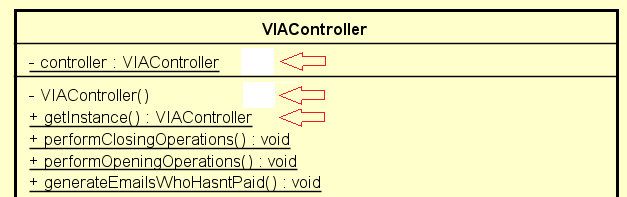 VIAController
- controller : VIAController
- VIAController()
+ getInstance() : VIAController
+ performClosingOperations() : void
+ performOpeningOperations() : void
+ generateEmailsWhoHasntPaid() : void